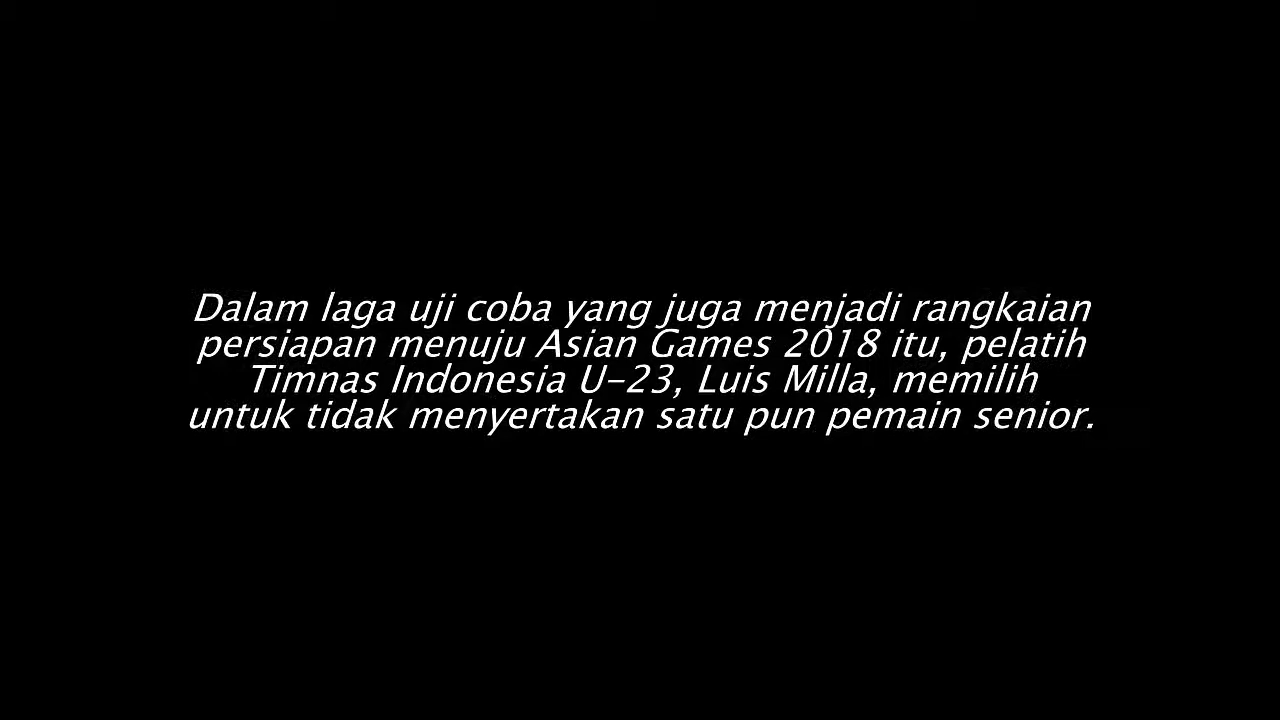 Dalam laga uji coba yang juga menjadi rangkaian
persiapan menuju Asian Games 2018 itu, pelatih
Timnas Indonesia U-23, Luis Milla, memilih
untuk tidak menyertakan satu pun pemain senior.